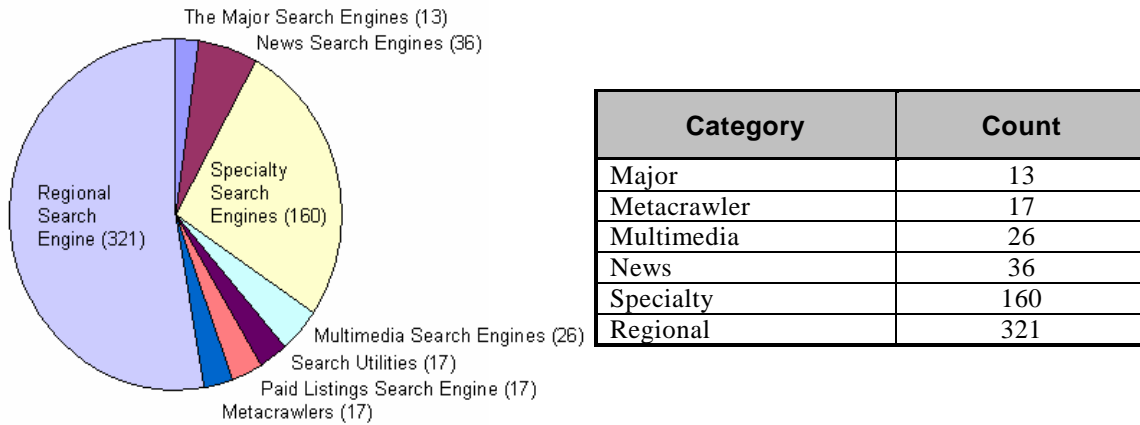 The Major Search Engines (13)
News Search Engines (36)
Specialty
Search
Engines (160)
Regional
Search
Engine (321)
Multimedia Search Engines (26)
Search Utilities (17)
Paid Listings Search Engine (17)
Metacrawlers (17)
Category Count
Major 13
Metacrawler 17
Multimedia 26
News 36
Specialty 160
Regional 321